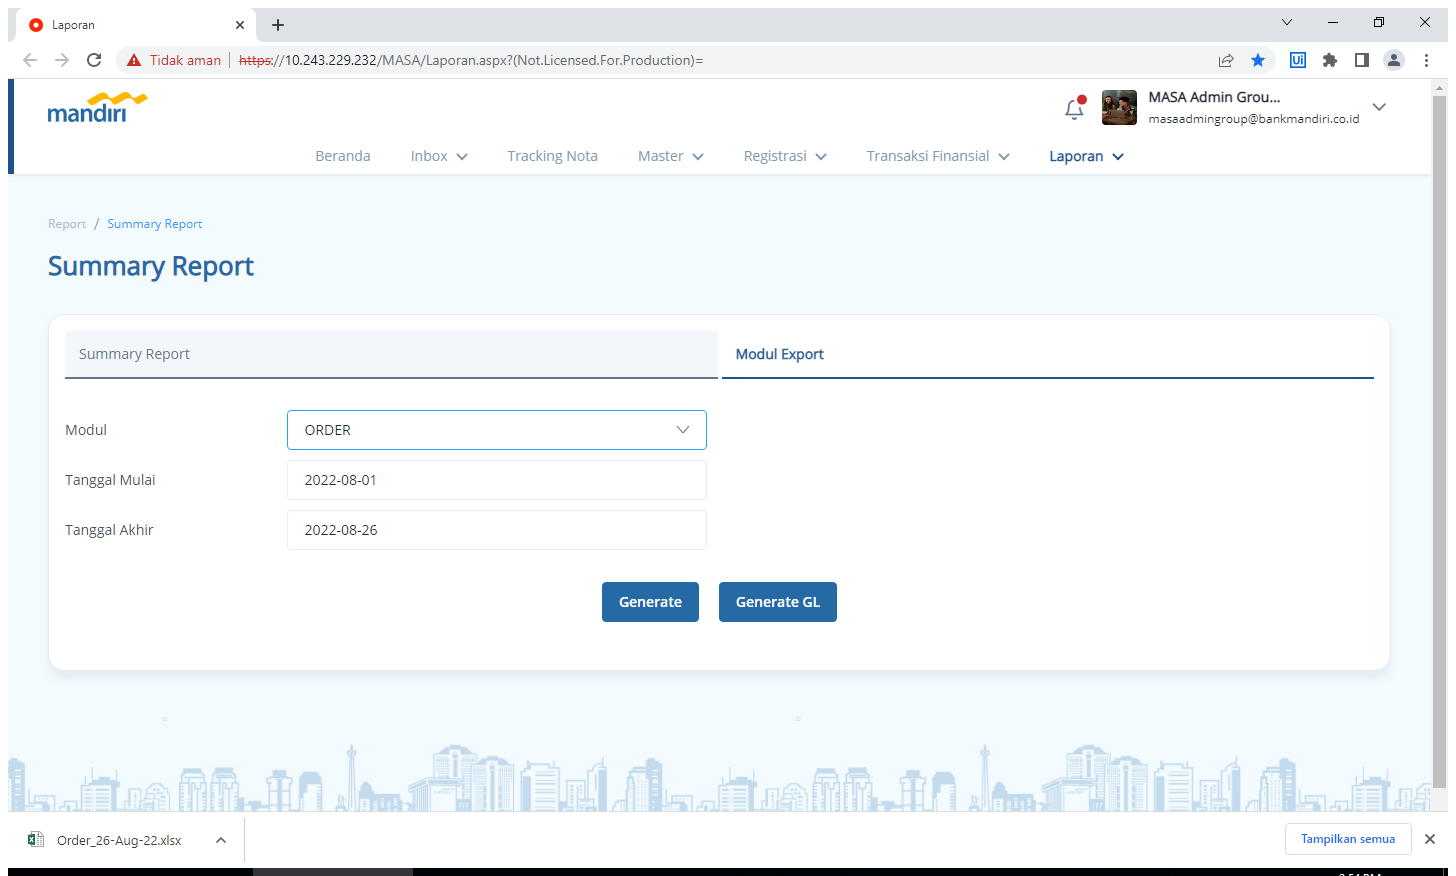 Laporan
Tidak aman
https://10.243.229.232/MASA/Laporan.aspx?(Not.Licensed.For.Production)=
Ui
mandiri
MASA Admin Grou...
masaadmingroup@bankmandiri.co.id
Beranda
Inbox
Tracking Nota
Master
Registrasi
Transaksi Finansial
Laporan
Report / Summary Report
Summary Report
Summary Report
Modul Export
Modul
ORDER
Tanggal Mulai
2022-08-01
Tanggal Akhir
2022-08-26
Generate
Generate GL
Order_26-Aug-22.xlsx
Tampilkan semua